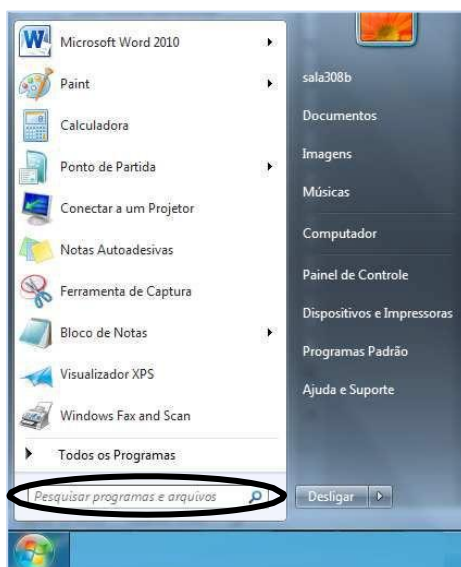 Microsoft Word 2010
Paint
Calculadora
Ponto de Partida
Conectar a um Projetor
Notas Autoadesivas
Ferramenta de Captura
Bloco de Notas
Visualizador XPS
Windows Fax and Scan
Todos os Programas
Pesquisar programas e arquivos
sala308b
Documentos
Imagens
Músicas
Computador
Painel de Controle
Dispositivos e Impressoras
Programas Padrão
Ajuda e Suporte
Desligar